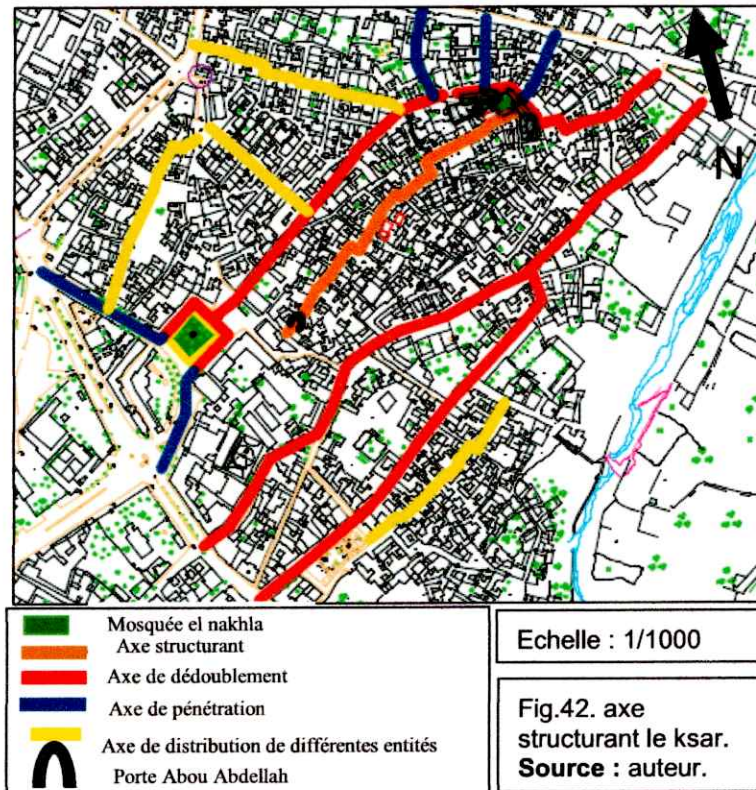 N
Mosquée el nakhla
Axe structurant
Axe de dédoublement
Axe de pénétration
Axe de distribution de différentes entités
Porte Abou Abdellah
Echelle : 1/1000
Fig.42. axe
structurant le ksar.
Source : auteur.